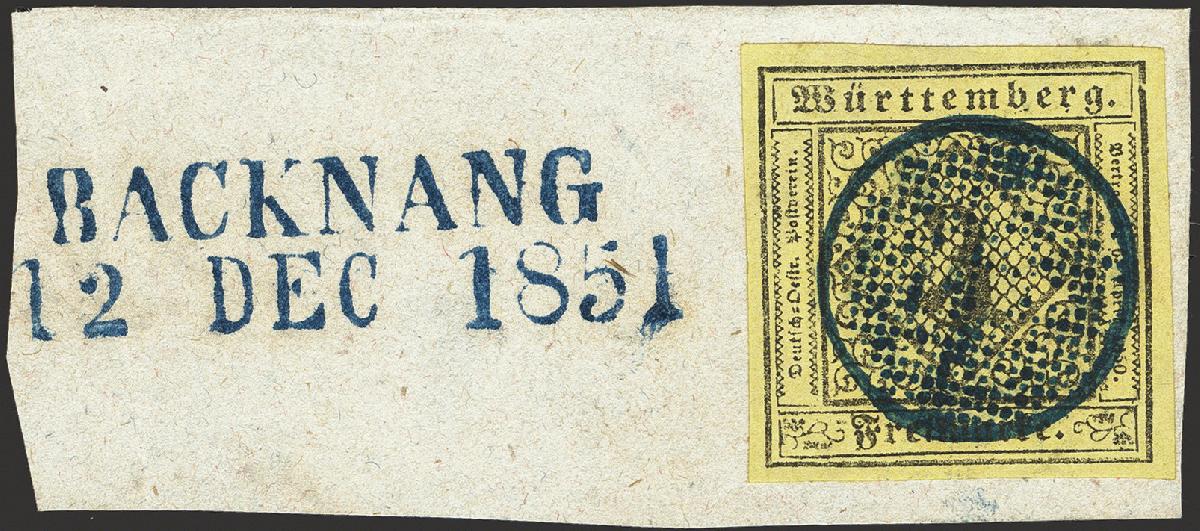 BACKNANG
12 DEC 1851
Württemberg.
Deutsch-Oestr. Postverein.